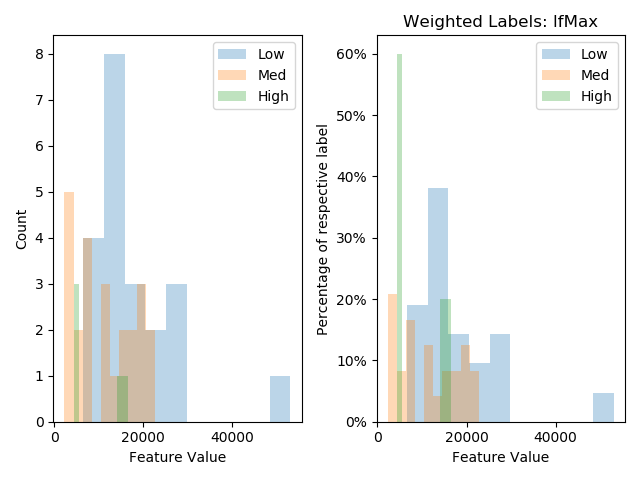 Weighted Labels: lfMax
8
7
6
5
4
3
2
1
0
Count
0
20000
40000
Feature Value
Low
Med
High
60%
50%
40%
30%
20%
10%
0%
Percentage of respective label
0
20000
40000
Feature Value
Low
Med
High